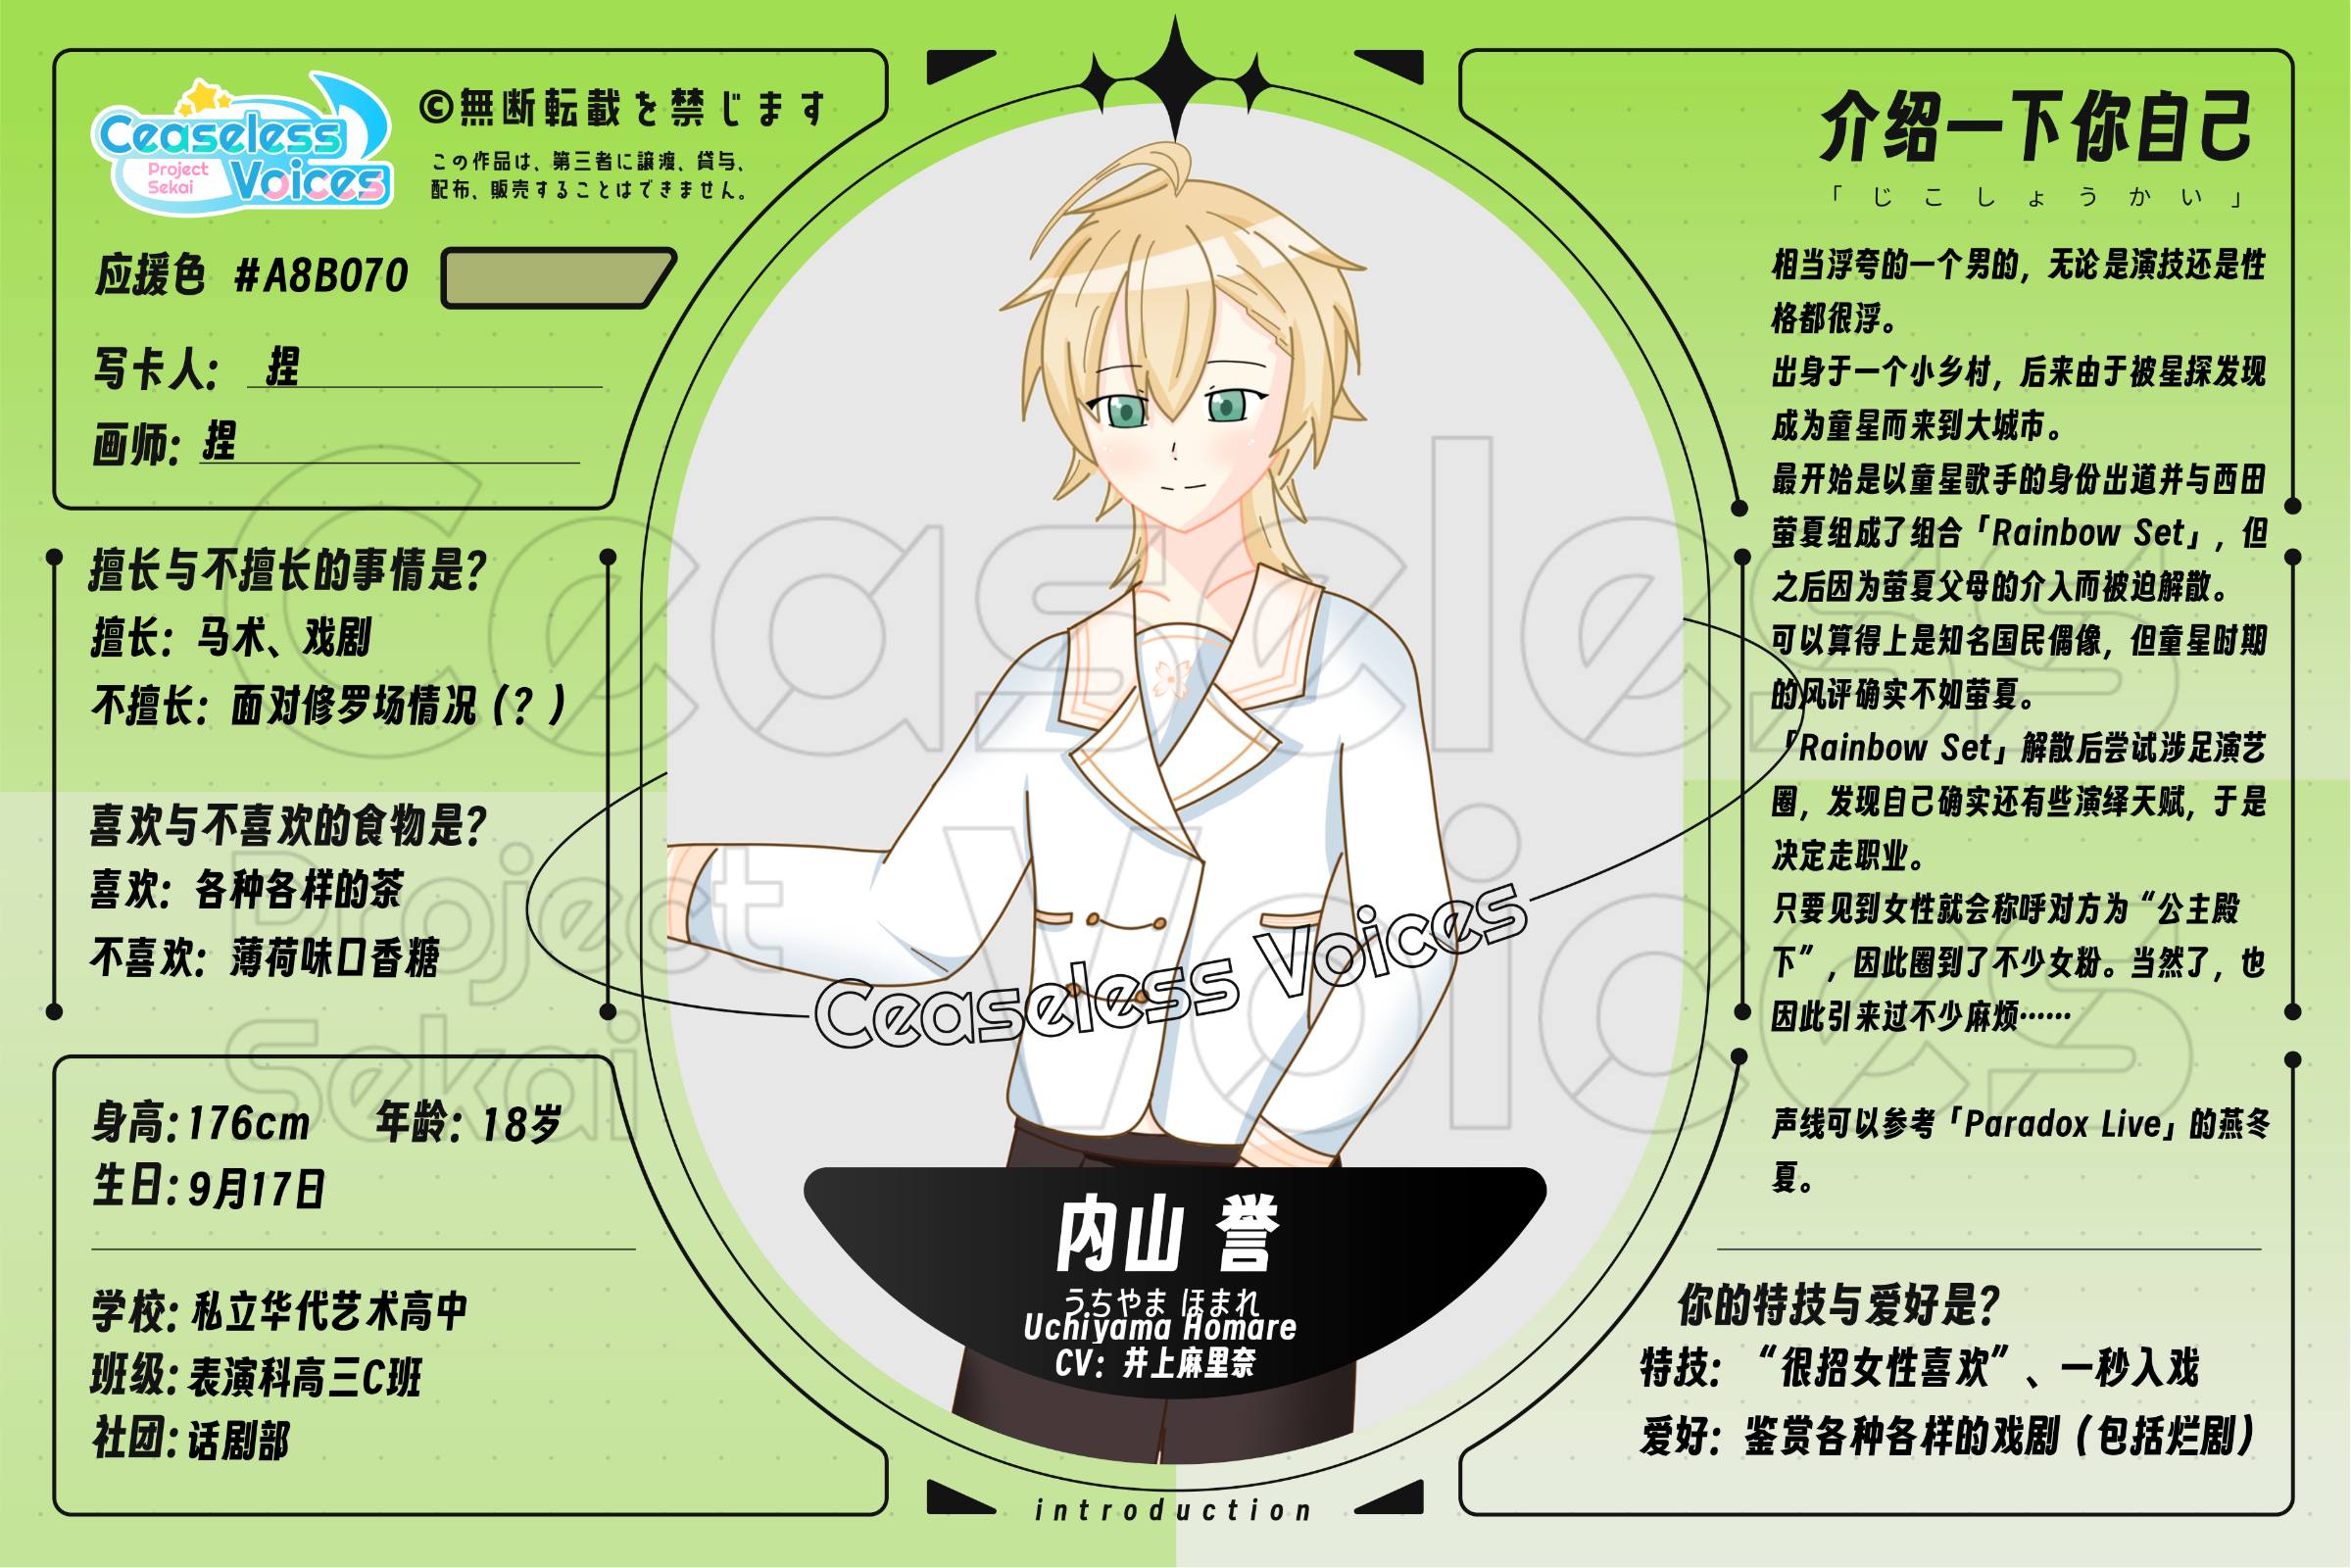 Ceaseless
Project
Sekai
Voices
©無断転載を禁じます
この作品は、第三者に譲渡、貸与、
配布、販売することはできません。
应援色 #A8B070
写卡人： 捏
画师: 捏
擅长与不擅长的事情是?
擅长：马术、戏剧
不擅长：面对修罗场情况（？）
喜欢与不喜欢的食物是?
喜欢：各种各样的茶
不喜欢：薄荷味口香糖
身高: 176cm 年龄：18岁
生日: 9月17日
学校: 私立华代艺术高中
班级: 表演科高三C班
社团: 话剧部
Ceaseless
Project
Sekai
Voices
Ceaseless Voices
内山 誉
うちやま ほまれ
Uchiyama Homare
CV：井上麻里奈
introduction
介绍一下你自己
「じこしょうかい」
相当浮夸的一个男的，无论是演技还是性
格都很浮。
出身于一个小乡村，后来由于被星探发现
成为童星而来到大城市。
最开始是以童星歌手的身份出道并与西田
萤夏组成了组合「Rainbow Set」，但
之后因为萤夏父母的介入而被迫解散。
可以算得上是知名国民偶像，但童星时期
的风评确实不如萤夏。
「Rainbow Set」解散后尝试涉足演艺
圈，发现自己确实还有些演绎天赋，于是
决定走职业。
只要见到女性就会称呼对方为“公主殿
下”，因此圈到了不少女粉。当然了，也
因此引来过不少麻烦……
声线可以参考「Paradox Live」的燕冬
夏。
你的特技与爱好是?
特技：“很招女性喜欢”、一秒入戏
爱好：鉴赏各种各样的戏剧（包括烂剧）